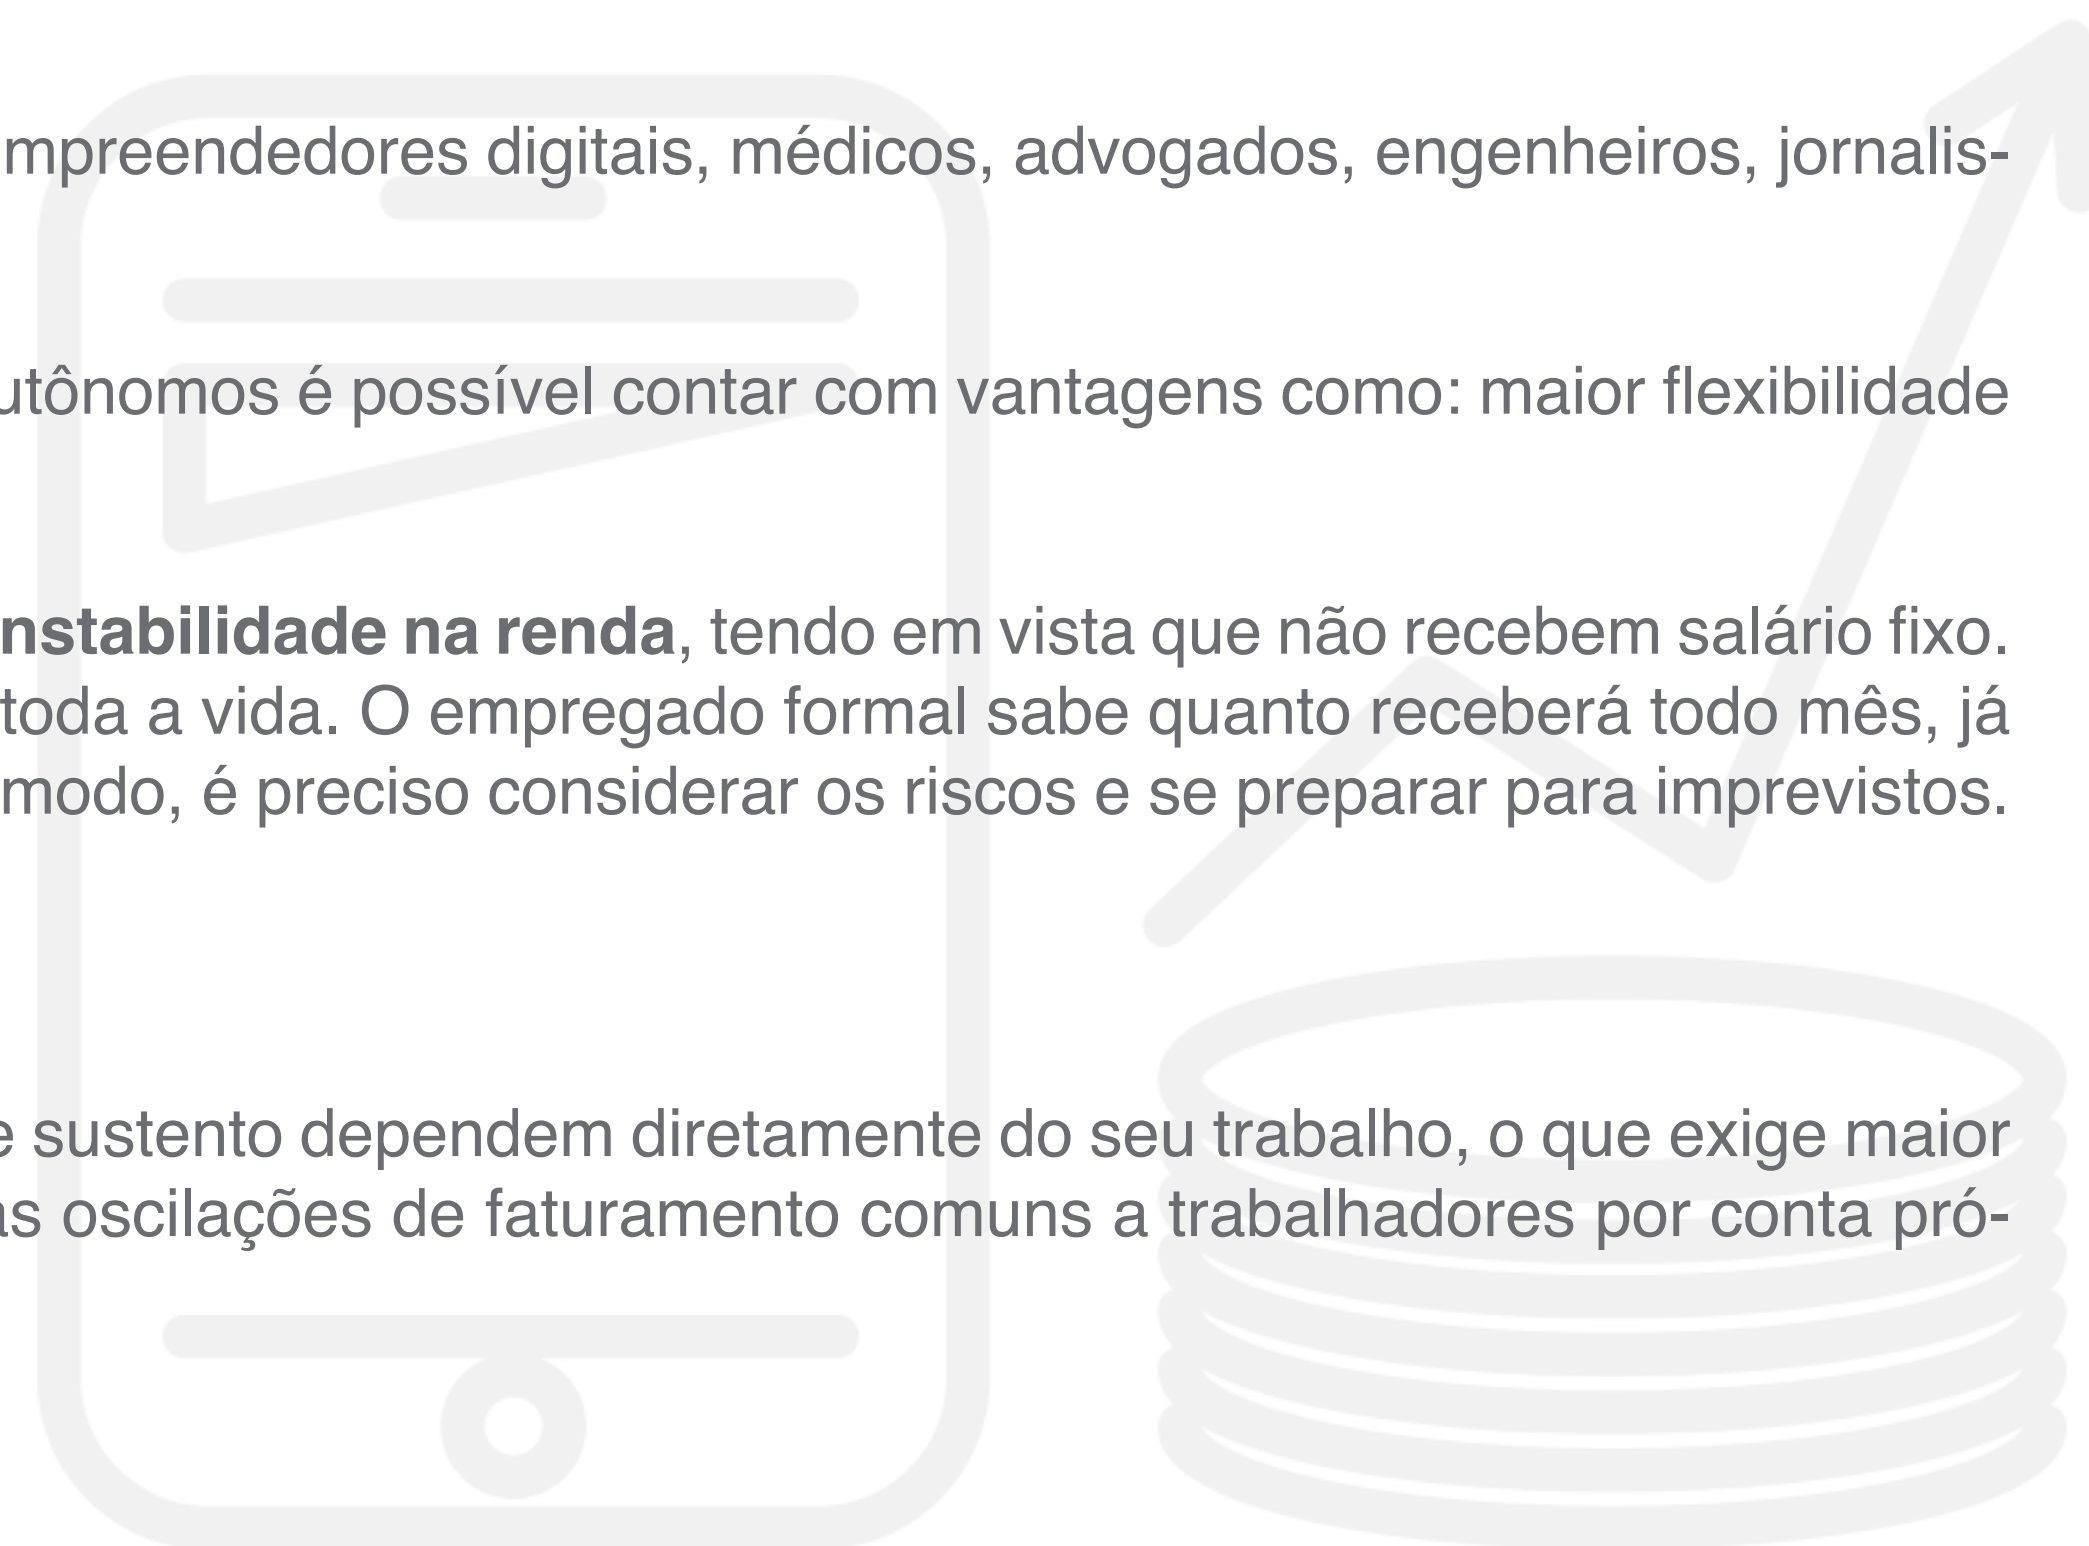 mpreendedores digitais, médicos, advogados, engenheiros, jornalis-
utônomos é possível contar com vantagens como: maior flexibilidade
nstabilidade na renda, tendo em vista que não recebem salário fixo.
toda a vida. O empregado formal sabe quanto receberá todo mês, já
modo, é preciso considerar os riscos e se preparar para imprevistos.
e sustento dependem diretamente do seu trabalho, o que exige maior
as oscilações de faturamento comuns a trabalhadores por conta pró-